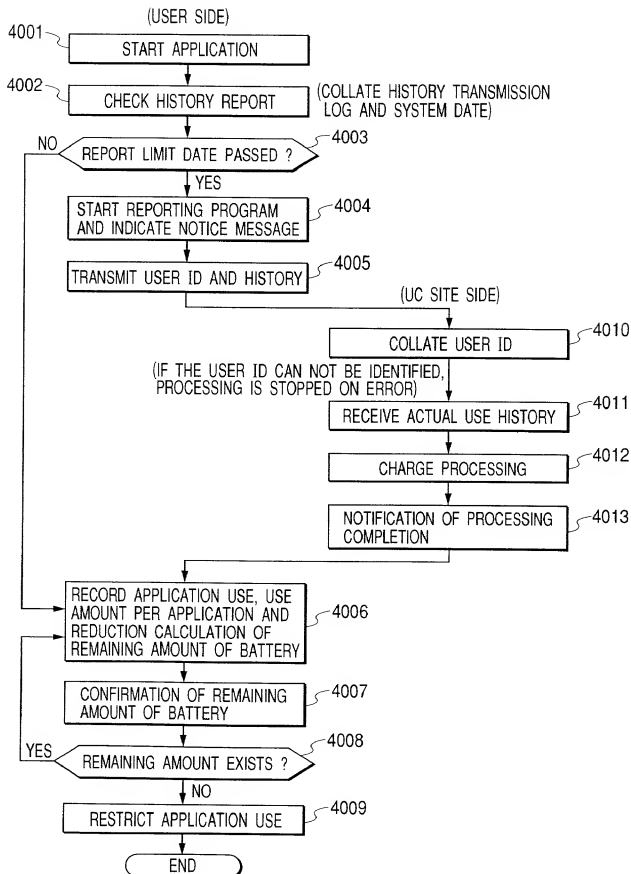 (USER SIDE)
4001
START APPLICATION
4002
CHECK HISTORY REPORT
(COLLATE HISTORY TRANSMISSION
LOG AND SYSTEM DATE)
4003
NO
REPORT LIMIT DATE PASSED ?
YES
START REPORTING PROGRAM
AND INDICATE NOTICE MESSAGE
4004
TRANSMIT USER ID AND HISTORY
4005
(UC SITE SIDE)
COLLATE USER ID
4010
(IF THE USER ID CAN NOT BE IDENTIFIED,
PROCESSING IS STOPPED ON ERROR)
RECEIVE ACTUAL USE HISTORY
4011
CHARGE PROCESSING
4012
NOTIFICATION OF PROCESSING
COMPLETION
4013
RECORD APPLICATION USE, USE
AMOUNT PER APPLICATION AND
REDUCTION CALCULATION OF
REMAINING AMOUNT OF BATTERY
4006
CONFIRMATION OF REMAINING
AMOUNT OF BATTERY
4007
4008
YES
REMAINING AMOUNT EXISTS ?
NO
RESTRICT APPLICATION USE
4009
END